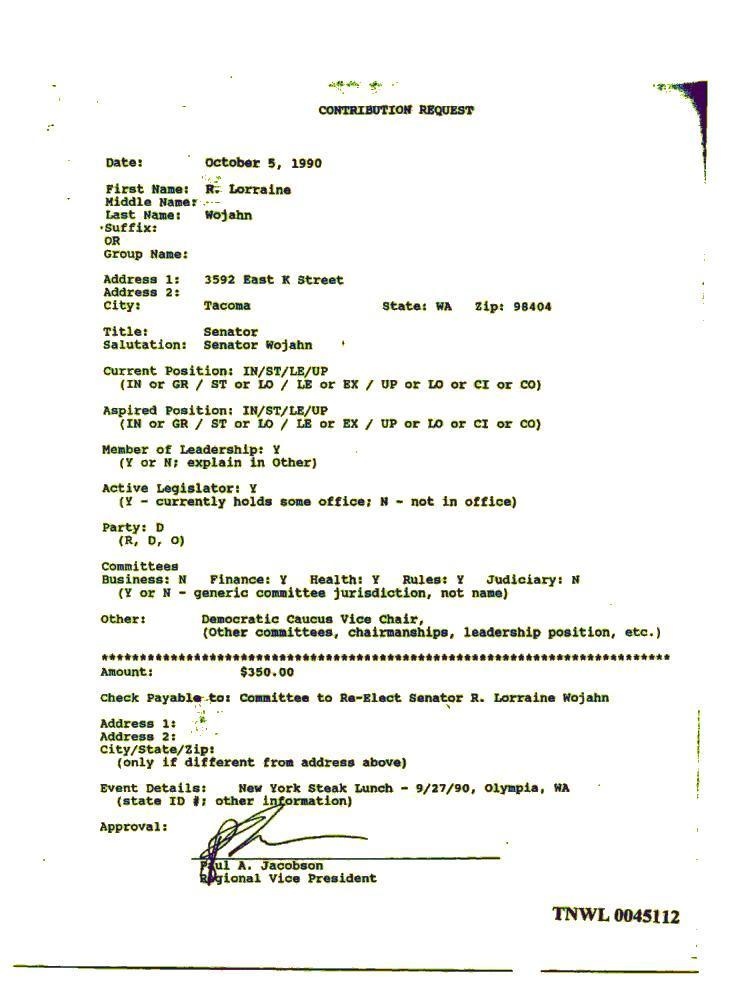 CONTRIBUTION REQUEST
Date: October 5, 1990
First Name: R. Lorraine
Middle Name:
Last Name: Wojahn
Suffix:
OR
Group Name:
Address 1: 3592 East K Street
Address 2:
City: Tacoma State: WA Zip: 98404
Title: Senator
Salutation: Senator Wojahn
Current Position: IN/ST/LE/UP
(IN or GR / ST or LO / LE or EX / UP or LO or CI or CO)
Aspired Position: IN/ST/LE/UP
(IN or GR / ST or LO / LE or EX / UP or LO or CI or CO)
Member of Leadership: Y
(Y or N; explain in Other)
Active Legislator: Y
(Y - currently holds some office; N - not in office)
Party: D
(R, D, O)
Committees
Business: N Finance: Y Health: Y Rules: Y Judiciary: N
(Y or N - generic committee jurisdiction, not name)
Other: Democratic Caucus Vice Chair,
(Other committees, chairmanships, leadership position, etc.)
**************************************************************************
Amount: $350.00
Check Payable to: Committee to Re-Elect Senator R. Lorraine Wojahn
Address 1:
Address 2:
City/State/Zip:
(only if different from address above)
Event Details: New York Steak Lunch - 9/27/90, Olympia, WA
(state ID #; other information)
Approval:
Paul A. Jacobson
Regional Vice President
TNWL 0045112